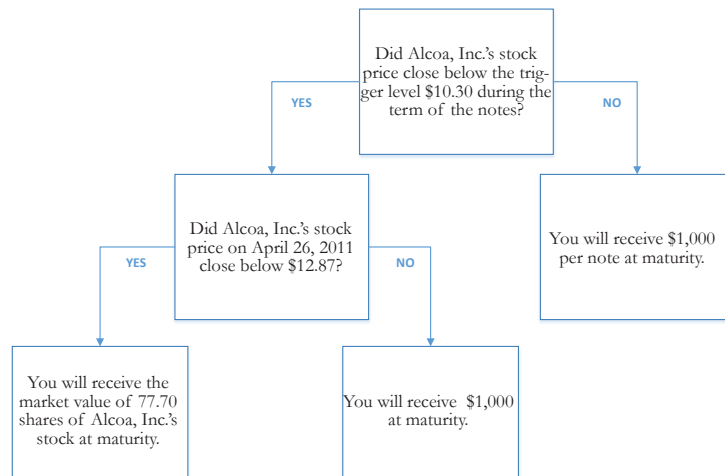 Did Alcoa, Inc.'s stock
price close below the trig-
ger level $10.30 during the
term of the notes?
YES
NO
Did Alcoa, Inc.'s stock
price on April 26, 2011
close below $12.87?
You will receive $1,000
per note at maturity.
YES
NO
You will receive the
market value of 77.70
shares of Alcoa, Inc.'s
stock at maturity.
You will receive $1,000
at maturity.